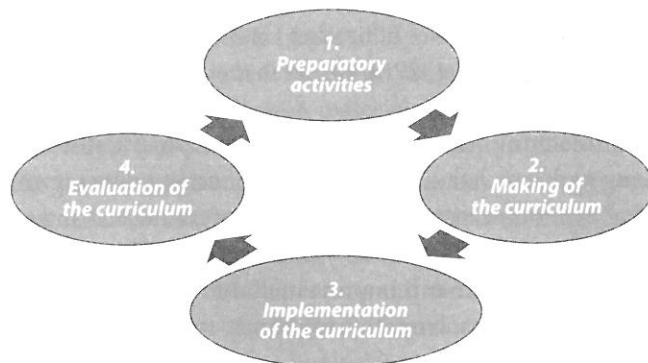 1.
Preparatory
activities
2.
Making of
the curriculum
3.
Implementation
of the curriculum
4.
Evaluation of
the curriculum